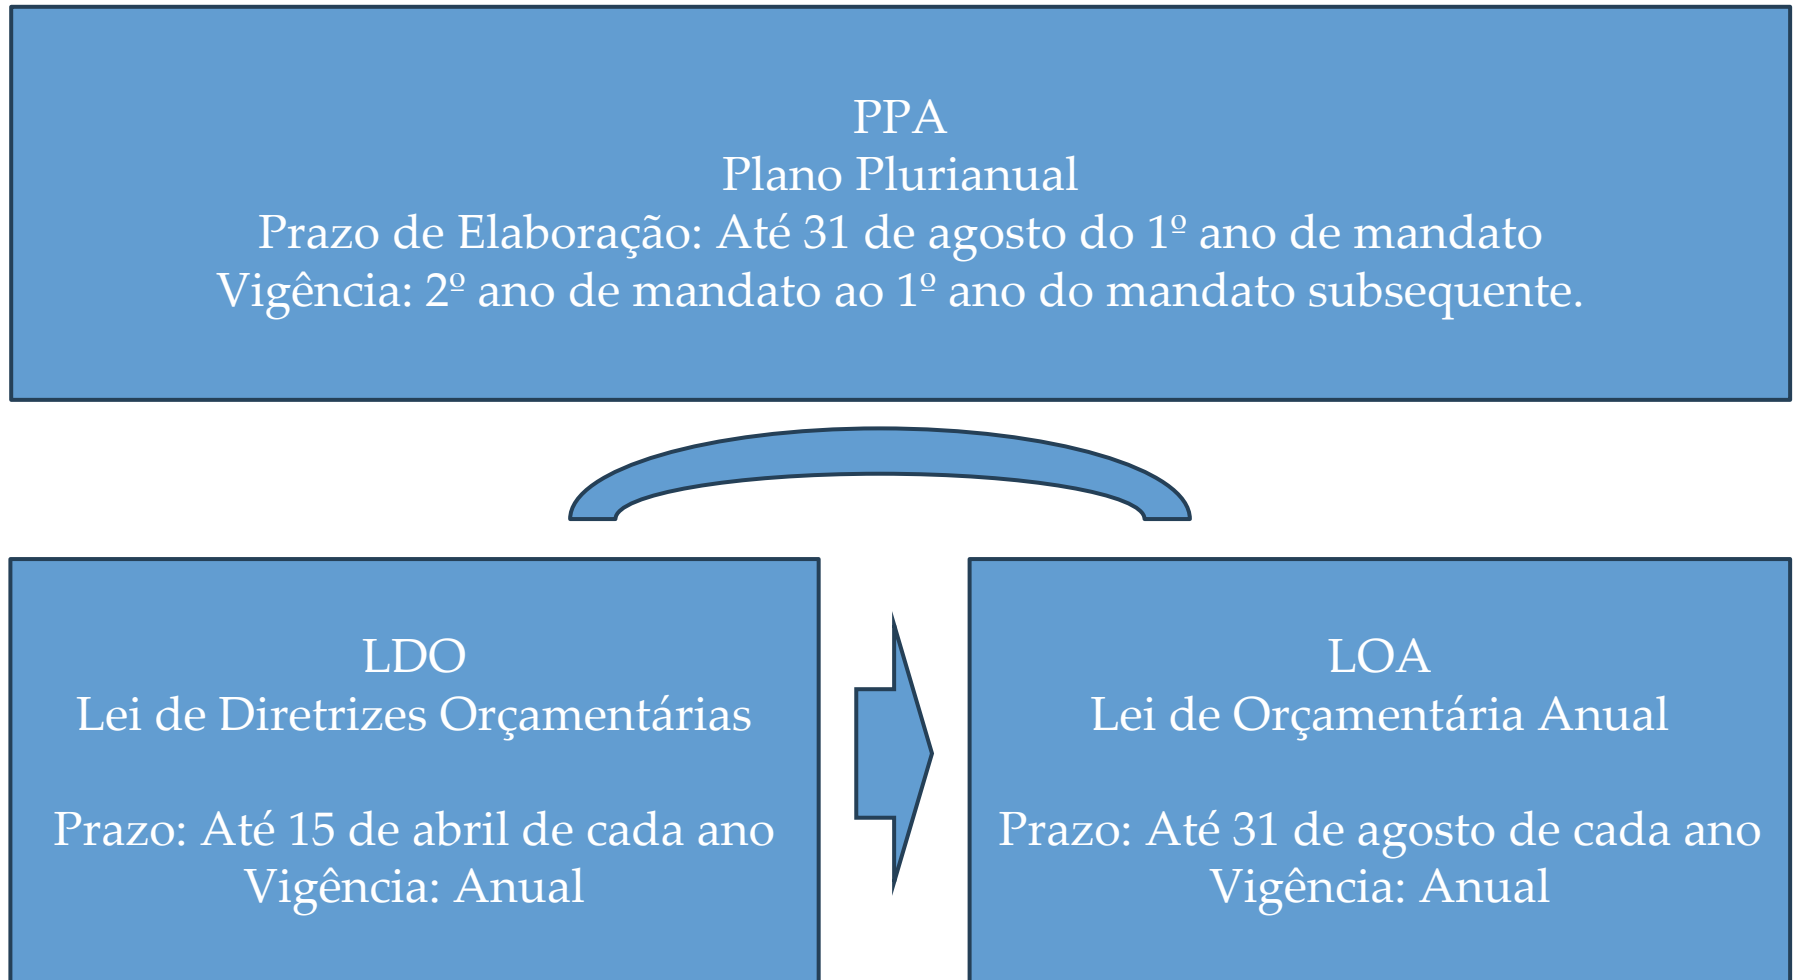 PPA
Plano Plurianual
Prazo de Elaboração: Até 31 de agosto do 1º ano de mandato
Vigência: 2º ano de mandato ao 1º ano do mandato subsequente.
LDO
Lei de Diretrizes Orçamentárias
Prazo: Até 15 de abril de cada ano
Vigência: Anual
LOA
Lei de Orçamentária Anual
Prazo: Até 31 de agosto de cada ano
Vigência: Anual